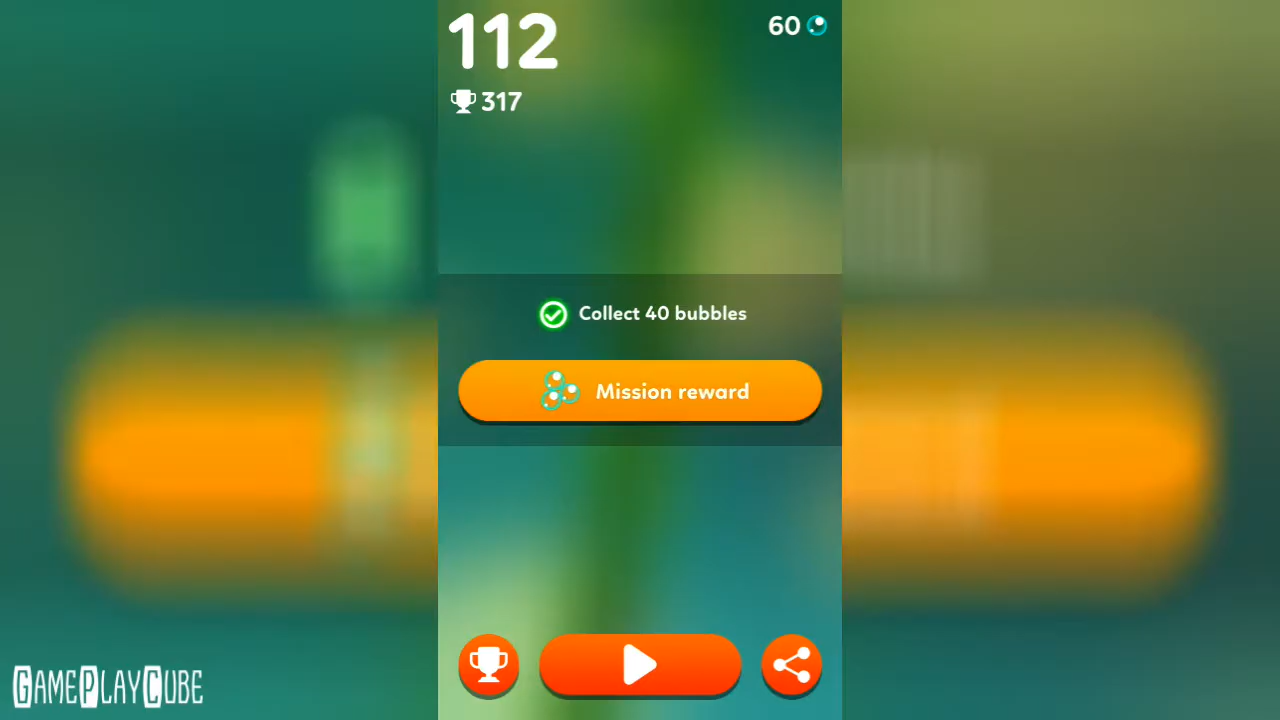 112
60
317
Collect 40 bubbles
Mission reward
GAMEPLAYCUBE